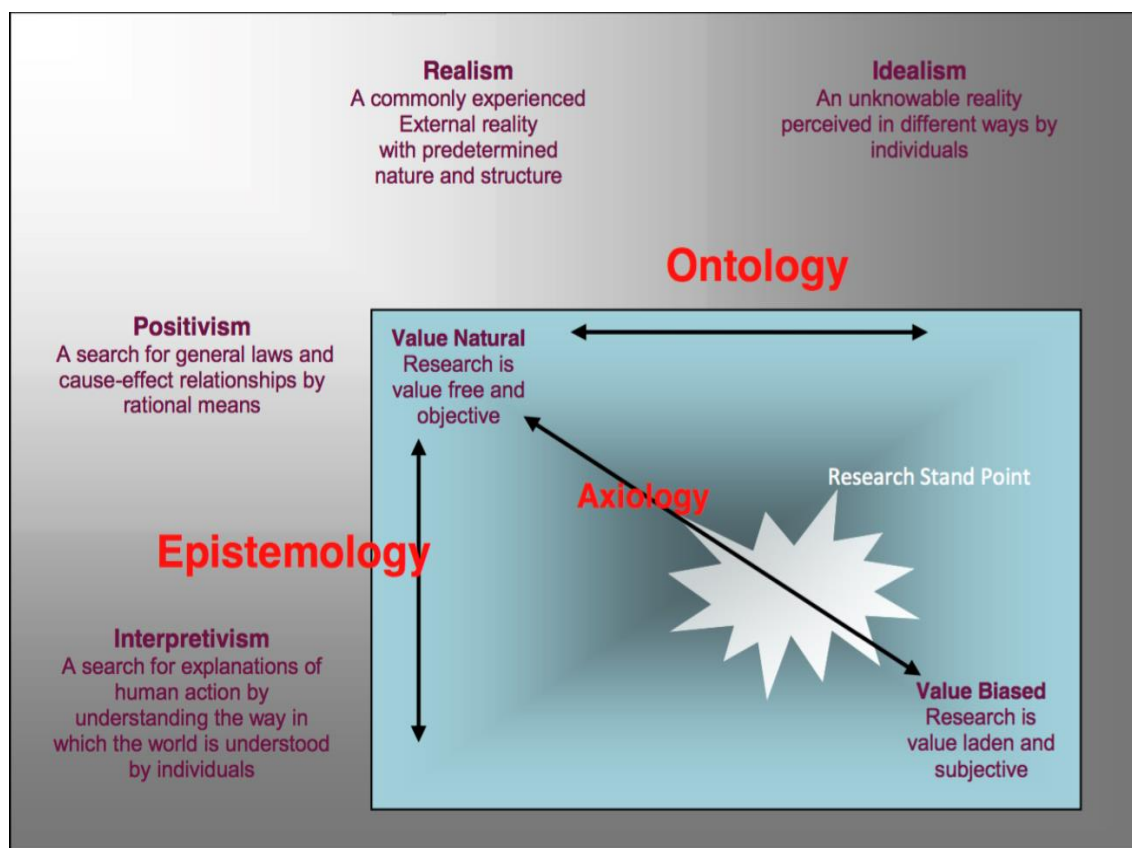 Realism
A commonly experienced
External reality
with predetermined
nature and structure
Idealism
An unknowable reality
perceived in different ways by
individuals
Ontology
Positivism
A search for general laws and
cause-effect relationships by
rational means
Value Natural
Research is
value free and
objective
Research Stand Point
Axiology
Epistemology
Interpretivism
A search for explanations of
human action by
understanding the way in
which the world is understood
by individuals
Value Biased
Research is
value laden and
subjective